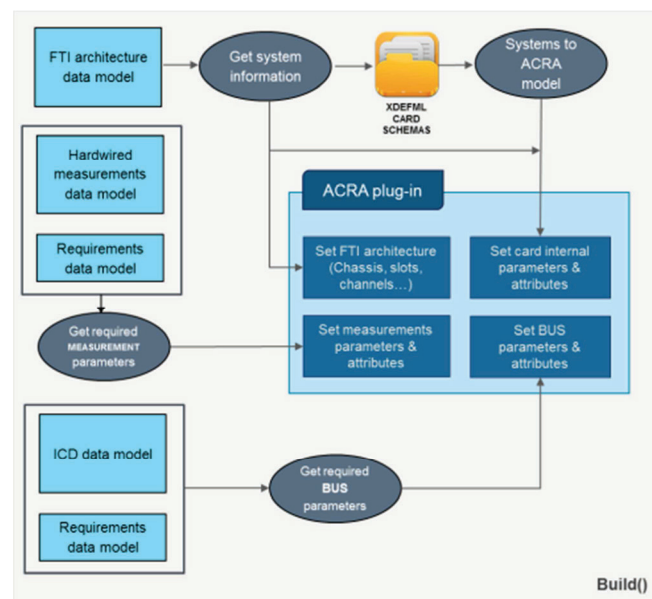 FTI architecture
data model
Get system
information
XDEFML
CARD
SCHEMAS
Systems to
ACRA
model
Hardwired
measurements
data model
Requirements
data model
ACRA plug-in
Set FTI architecture
(Chassis, slots,
channels...)
Set card internal
parameters &
attributes
Get required
MEASUREMENT
parameters
Set measurements
parameters &
attributes
Set BUS
parameters &
attributes
ICD data model
Requirements
data model
Get required
BUS
parameters
Build()